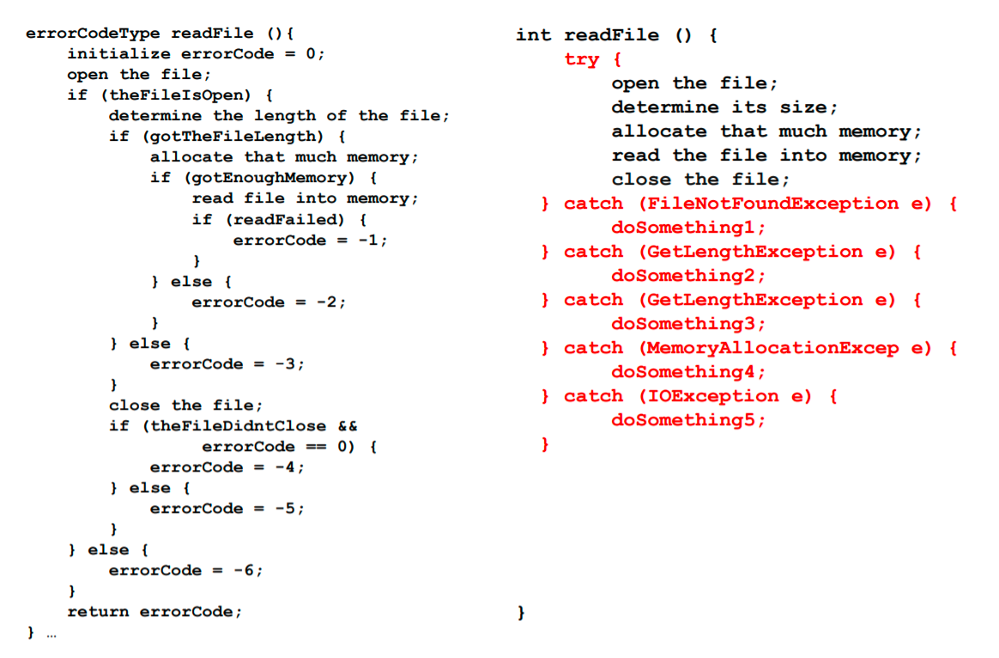 errorCodeType readFile (){
    initialize errorCode = 0;
    open the file;
    if (theFileIsOpen) {
        determine the length of the file;
        if (gotTheFileLength) {
            allocate that much memory;
            if (gotEnoughMemory) {
                read file into memory;
                if (readFailed) {
                    errorCode = -1;
                }
            } else {
                errorCode = -2;
            }
        } else {
            errorCode = -3;
        }
        close the file;
        if (theFileDidntClose &&
                 errorCode == 0) {
            errorCode = -4;
        } else {
            errorCode = -5;
        }
    } else {
        errorCode = -6;
    }
    return errorCode;
} …
int readFile () {
    try {
        open the file;
        determine its size;
        allocate that much memory;
        read the file into memory;
        close the file;
  } catch (FileNotFoundException e) {
        doSomething1;
  } catch (GetLengthException e) {
        doSomething2;
  } catch (GetLengthException e) {
        doSomething3;
  } catch (MemoryAllocationExcep e) {
        doSomething4;
  } catch (IOException e) {
        doSomething5;
  }
}